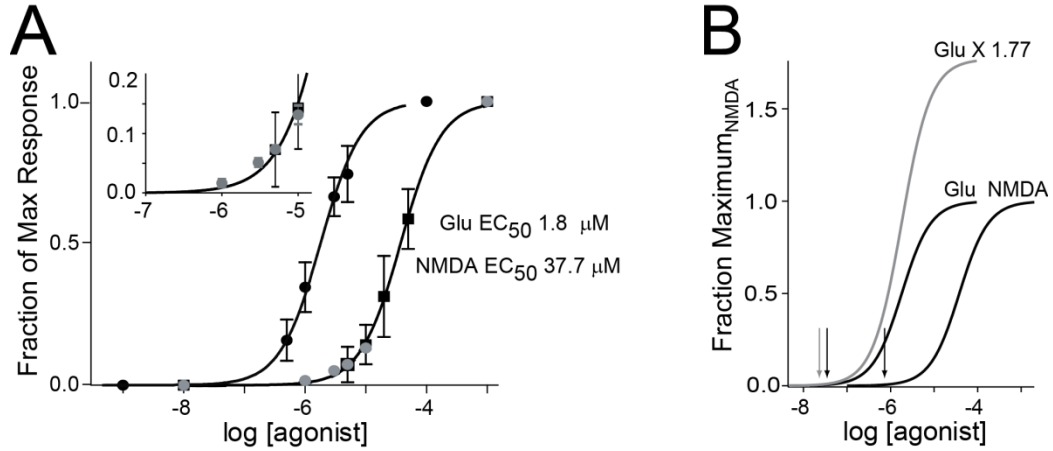 A
Fraction of Max Response
1.0
0.5
0.0
0.2
0.1
0.0
-7
-6
-5
Glu EC50 1.8 μM
NMDA EC50 37.7 μM
-8
-6
-4
log [agonist]
B
Fraction MaximumNMDA
Glu X 1.77
1.5
1.0
0.5
0.0
Glu NMDA
-8
-6
-4
log [agonist]